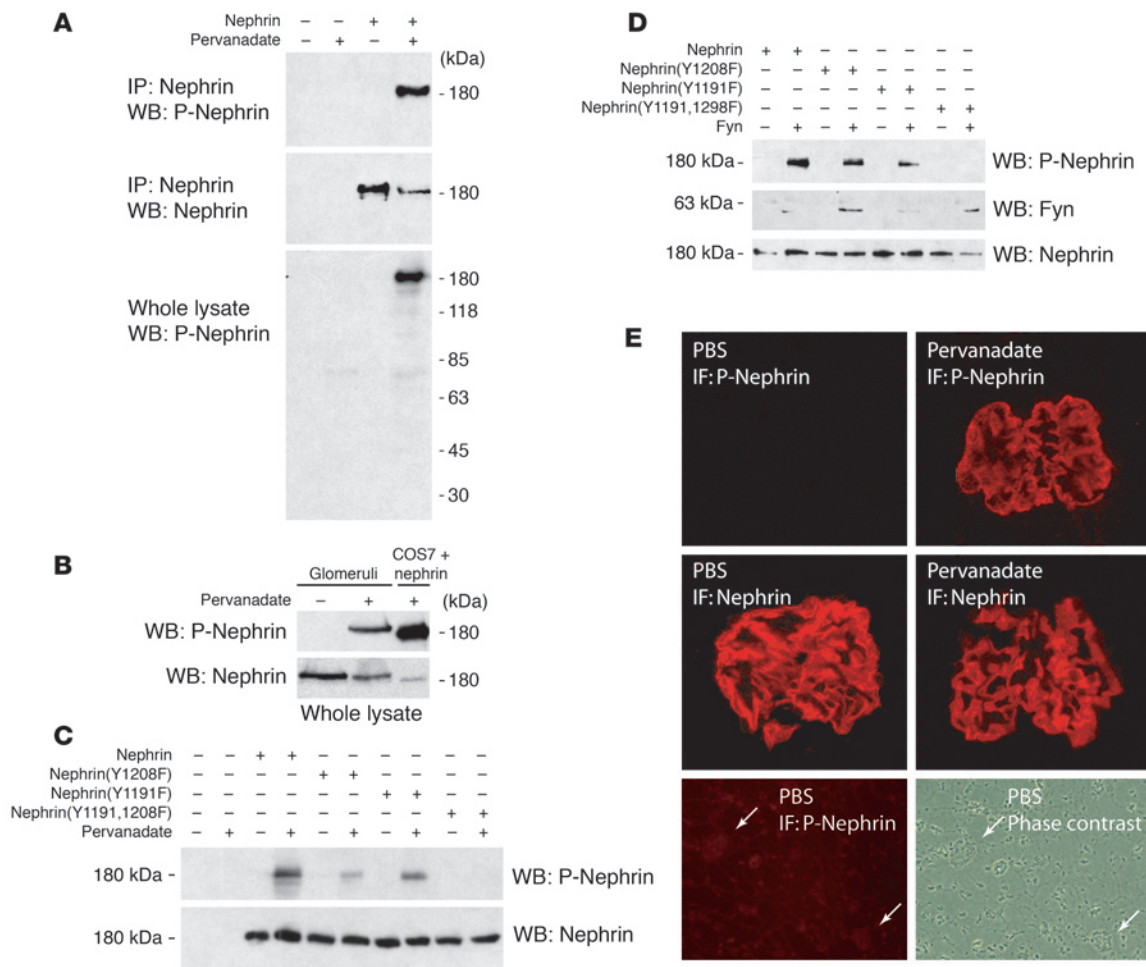 A
Nephrin – – + +
Pervanadate – + – +
(kDa)
IP: Nephrin
WB: P-Nephrin
- 180
IP: Nephrin
WB: Nephrin
- 180
Whole lysate
WB: P-Nephrin
- 180
- 118
- 85
- 63
- 45
- 30
B
Glomeruli
COS7 +
nephrin
Pervanadate – + + (kDa)
WB: P-Nephrin - 180
WB: Nephrin - 180
Whole lysate
C
Nephrin – – + + – – – – – –
Nephrin(Y1208F) – – – – + + – – – –
Nephrin(Y1191F) – – – – – – + + – –
Nephrin(Y1191,1208F) – – – – – – – – + +
Pervanadate – + – + – + – + – +
180 kDa - WB: P-Nephrin
180 kDa - WB: Nephrin
D
Nephrin + + – – – – – –
Nephrin(Y1208F) – – + + – – – –
Nephrin(Y1191F) – – – – + + – –
Nephrin(Y1191,1298F) – – – – – – + +
Fyn – + – + – + – +
180 kDa - WB: P-Nephrin
63 kDa - WB: Fyn
180 kDa - WB: Nephrin
E
PBS
IF: P-Nephrin
Pervanadate
IF: P-Nephrin
PBS
IF: Nephrin
Pervanadate
IF: Nephrin
PBS
IF: P-Nephrin
PBS
Phase contrast